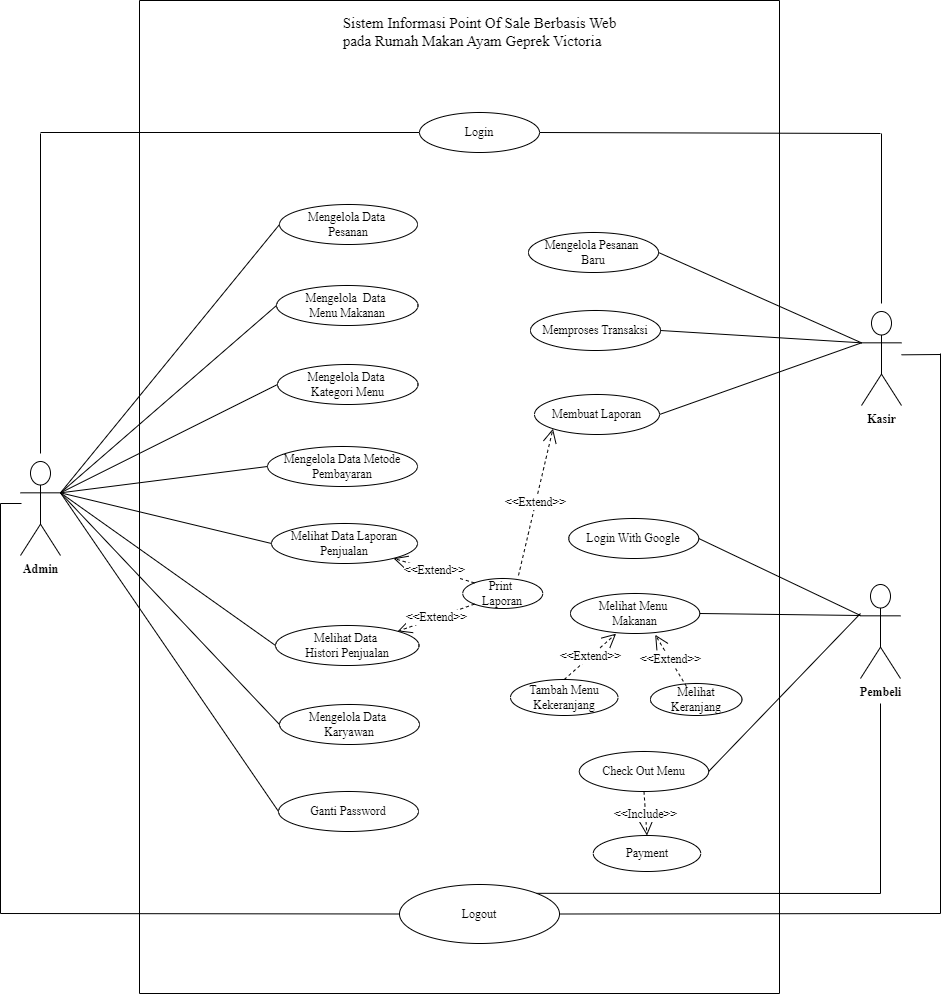 Sistem Informasi Point Of Sale Berbasis Web
pada Rumah Makan Ayam Geprek Victoria
Login
Mengelola Data
Pesanan
Mengelola Pesanan
Baru
Mengelola Data
Menu Makanan
Memproses Transaksi
Mengelola Data
Kategori Menu
Membuat Laporan
Kasir
Mengelola Data Metode
Pembayaran
<<Extend>>
Melihat Data Laporan
Penjualan
Login With Google
Admin
<<Extend>>
Print
Laporan
<<Extend>>
Melihat Menu
Makanan
Melihat Data
Histori Penjualan
<<Extend>>
<<Extend>>
Tambah Menu
Kekeranjang
Melihat
Keranjang
Pembeli
Mengelola Data
Karyawan
Check Out Menu
Ganti Password
<<Include>>
Payment
Logout